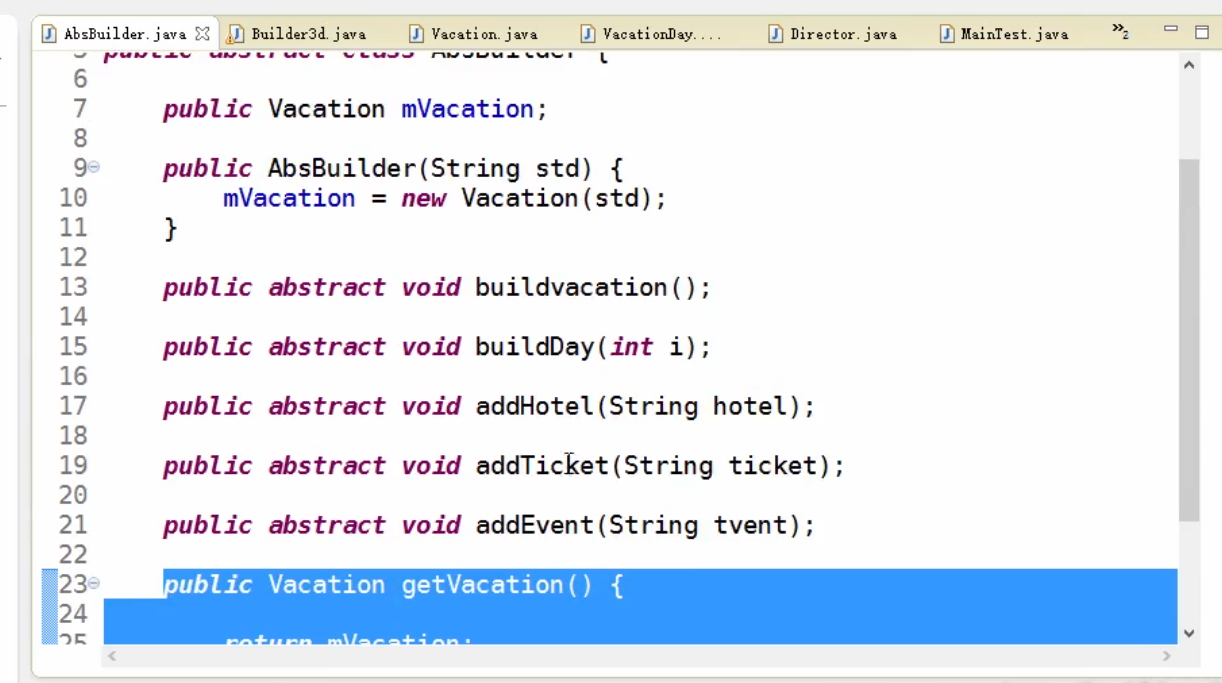 AbsBuilder.java Builder3d.java Vacation.java VacationDay.... Director.java MainTest.java »2
5 public abstract class AbsBuilder {
6
7 public Vacation mVacation;
8
9 public AbsBuilder(String std) {
10 mVacation = new Vacation(std);
11 }
12
13 public abstract void buildvacation();
14
15 public abstract void buildDay(int i);
16
17 public abstract void addHotel(String hotel);
18
19 public abstract void addTicket(String ticket);
20
21 public abstract void addEvent(String tvent);
22
23 public Vacation getVacation() {
24
25 return mVacation;